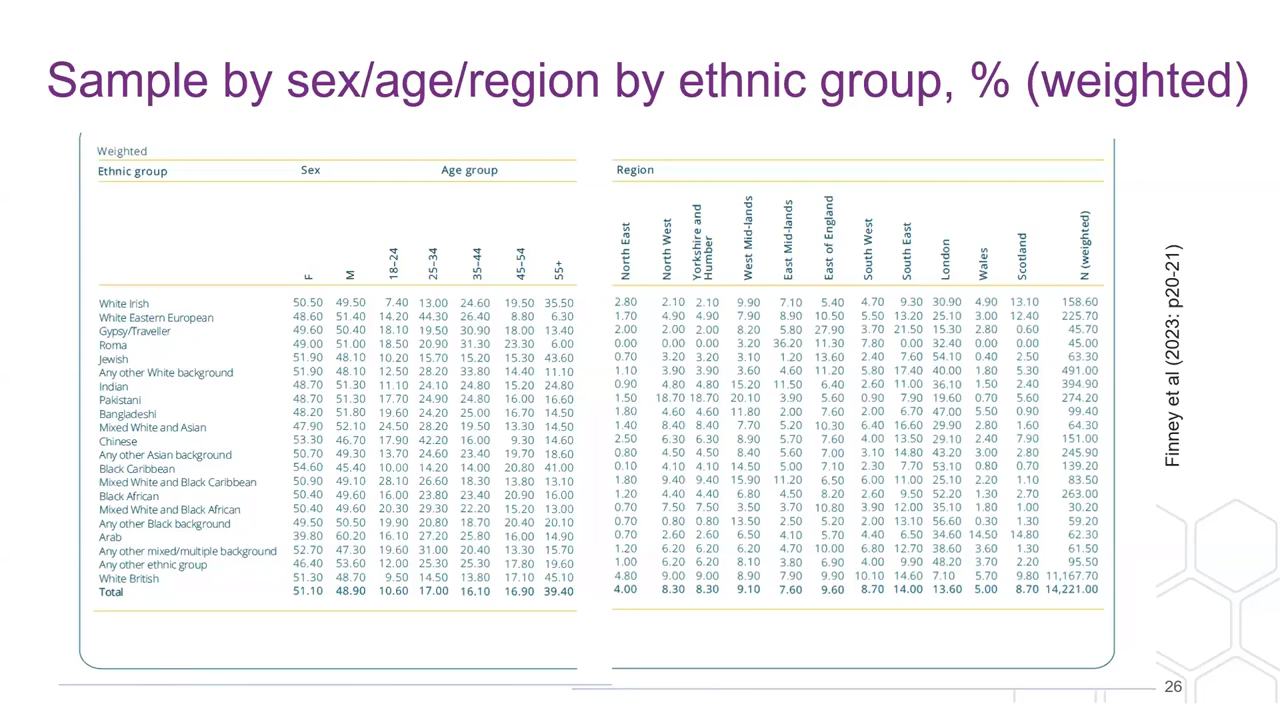 Sample by sex/age/region by ethnic group, % (weighted)
Weighted
Ethnic group Sex Age group Region
F M 18–24 25–34 35–44 45–54 55+ North East North West Yorkshire and Humber West Mid-lands East Mid-lands East of England South West South East London Wales Scotland N (weighted)
White Irish 50.50 49.50 7.40 13.00 24.60 19.50 35.50 2.80 2.10 2.10 9.90 7.10 5.40 4.70 9.30 30.90 4.90 13.10 158.60
White Eastern European 48.60 51.40 14.20 44.30 26.40 8.80 6.30 1.70 4.90 4.90 7.90 8.90 10.50 5.50 13.20 25.10 3.00 12.40 225.70
Gypsy/Traveller 49.60 50.40 18.10 19.50 30.90 18.00 13.40 2.00 2.00 2.00 8.20 5.80 27.90 3.70 21.50 15.30 2.80 0.60 45.70
Roma 49.00 51.00 18.50 20.90 31.30 23.30 6.00 0.00 0.00 0.00 3.20 36.20 11.30 7.80 0.00 32.40 0.00 0.00 45.00
Jewish 51.90 48.10 10.20 15.70 15.20 15.30 43.60 0.70 3.20 3.20 3.10 1.20 13.60 2.40 7.60 54.10 0.40 2.50 63.30
Any other White background 51.90 48.10 12.50 28.20 33.80 14.40 11.10 1.10 3.90 3.90 3.60 4.60 11.20 5.80 17.40 40.00 1.80 5.30 491.00
Indian 48.70 51.30 11.10 24.10 24.80 15.20 24.80 0.90 4.80 4.80 15.20 11.50 6.40 2.60 11.00 36.10 1.50 2.40 394.90
Pakistani 48.70 51.30 17.70 24.90 24.80 16.00 16.60 1.50 18.70 18.70 20.10 3.90 5.60 0.90 7.90 19.60 0.70 5.60 274.20
Bangladeshi 48.20 51.80 19.60 24.20 25.00 16.70 14.50 1.80 4.60 4.60 11.80 2.00 7.60 2.00 6.70 47.00 5.50 0.90 99.40
Mixed White and Asian 47.90 52.10 24.50 28.20 19.50 13.30 14.50 1.40 8.40 8.40 7.70 5.20 10.30 6.40 16.60 29.90 2.80 1.60 64.30
Chinese 53.30 46.70 17.90 42.20 16.00 9.30 14.60 2.50 6.30 6.30 8.90 5.70 7.60 4.00 13.50 29.10 2.40 7.90 151.00
Any other Asian background 50.70 49.30 13.70 24.60 23.40 19.70 18.60 0.80 4.50 4.50 8.40 5.60 7.00 3.10 14.80 43.20 3.00 2.80 245.90
Black Caribbean 54.60 45.40 10.00 14.20 14.00 20.80 41.00 0.10 4.10 4.10 14.50 5.00 7.10 2.30 7.70 53.10 0.80 0.70 139.20
Mixed White and Black Caribbean 50.90 49.10 28.10 26.60 18.30 13.80 13.10 1.80 9.40 9.40 15.90 11.20 6.50 6.00 11.00 25.10 2.20 1.10 83.50
Black African 50.40 49.60 16.00 23.80 23.40 20.90 16.00 1.20 4.40 4.40 6.80 4.50 8.20 2.60 9.50 52.20 1.30 2.70 263.00
Mixed White and Black African 50.40 49.60 20.30 29.30 22.20 15.20 13.00 0.70 7.50 7.50 3.50 3.70 10.80 3.90 12.00 35.10 1.80 1.00 30.20
Any other Black background 49.50 50.50 19.90 20.80 18.70 20.40 20.10 0.70 0.80 0.80 13.50 2.50 5.20 2.00 13.10 56.60 0.30 1.30 59.20
Arab 39.80 60.20 16.10 27.20 25.80 16.00 14.90 0.70 2.60 2.60 6.50 4.10 5.70 4.40 6.50 34.60 14.50 14.80 62.30
Any other mixed/multiple background 52.70 47.30 19.60 31.00 20.40 13.30 15.70 1.20 6.20 6.20 6.20 4.70 10.00 6.80 12.70 38.60 3.60 1.30 61.50
Any other ethnic group 46.40 53.60 12.00 25.30 25.30 17.80 19.60 1.00 6.20 6.20 8.10 3.80 6.90 4.00 9.90 48.20 3.70 2.20 95.50
White British 51.30 48.70 9.50 14.50 13.80 17.10 45.10 4.80 9.00 9.00 8.90 7.90 9.90 10.10 14.60 7.10 5.70 9.80 11,167.70
Total 51.10 48.90 10.60 17.00 16.10 16.90 39.40 4.00 8.30 8.30 9.10 7.60 9.60 8.70 14.00 13.60 5.00 8.70 14,221.00
Finney et al (2023: p20-21)
26